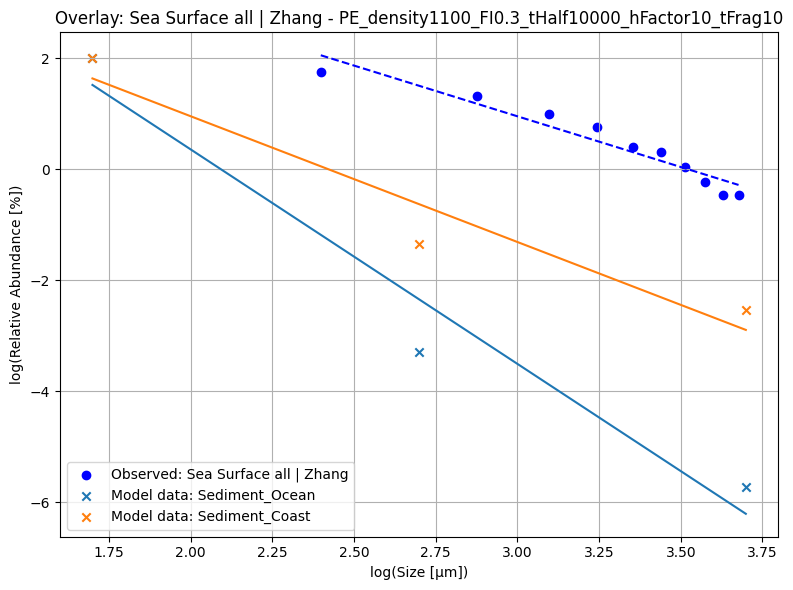 Overlay: Sea Surface all | Zhang - PE_density1100_FI0.3_tHalf10000_hFactor10_tFrag10
log(Relative Abundance [%])
2
0
−2
−4
−6
Observed: Sea Surface all | Zhang
Model data: Sediment_Ocean
Model data: Sediment_Coast
1.75 2.00 2.25 2.50 2.75 3.00 3.25 3.50 3.75
log(Size [μm])